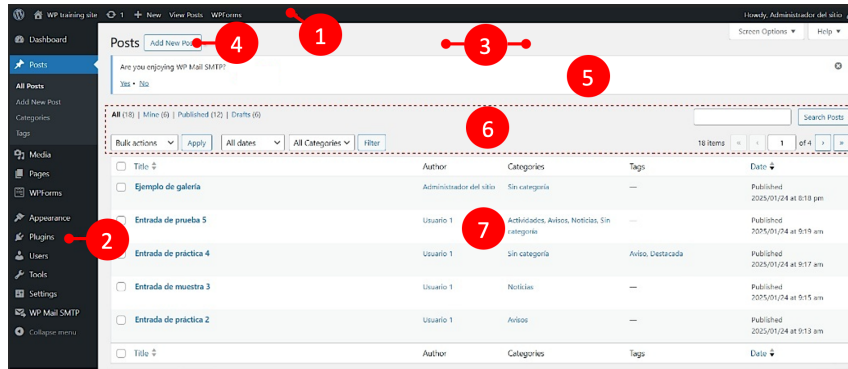 WP training site 1 + New View Posts WPForms Howdy, Administrador del sitio
1
Dashboard
Posts
All Posts
Add New Post
Categories
Tags
Media
Pages
WPForms
Appearance
Plugins
2
Users
Tools
Settings
WP Mail SMTP
Collapse menu
Screen Options ▼ Help ▼
Posts Add New Post
4
3
Are you enjoying WP Mail SMTP?
Yes • No
5
All (18) | Mine (6) | Published (12) | Drafts (6)
Search Posts
6
Bulk actions Apply All dates All Categories Filter 18 items « ‹ 1 of 4 › »
Title Author Categories Tags Date
Ejemplo de galería Administrador del sitio Sin categoría — Published
2025/01/24 at 8:18 pm
Entrada de prueba 5 Usuario 1 Actividades, Avisos, Noticias, Sin — Published
categoría 2025/01/24 at 9:19 am
7
Entrada de práctica 4 Usuario 1 Sin categoría Aviso, Destacada Published
2025/01/24 at 9:17 am
Entrada de muestra 3 Usuario 1 Noticias — Published
2025/01/24 at 9:15 am
Entrada de práctica 2 Usuario 1 Avisos — Published
2025/01/24 at 9:13 am
Title Author Categories Tags Date